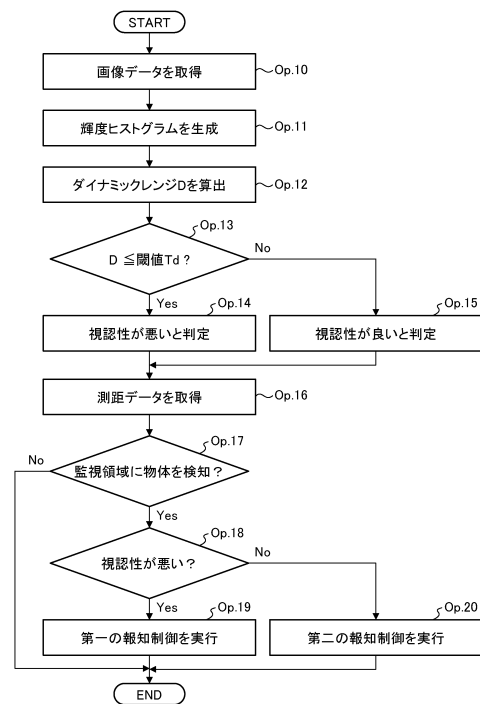 START
画像データを取得
Op.10
輝度ヒストグラムを生成
Op.11
ダイナミックレンジDを算出
Op.12
Op.13
D ≦閾値Td ?
No
Yes
Op.14
Op.15
視認性が悪いと判定
視認性が良いと判定
測距データを取得
Op.16
Op.17
No
監視領域に物体を検知?
Yes
Op.18
視認性が悪い?
No
Yes
Op.19
Op.20
第一の報知制御を実行
第二の報知制御を実行
END